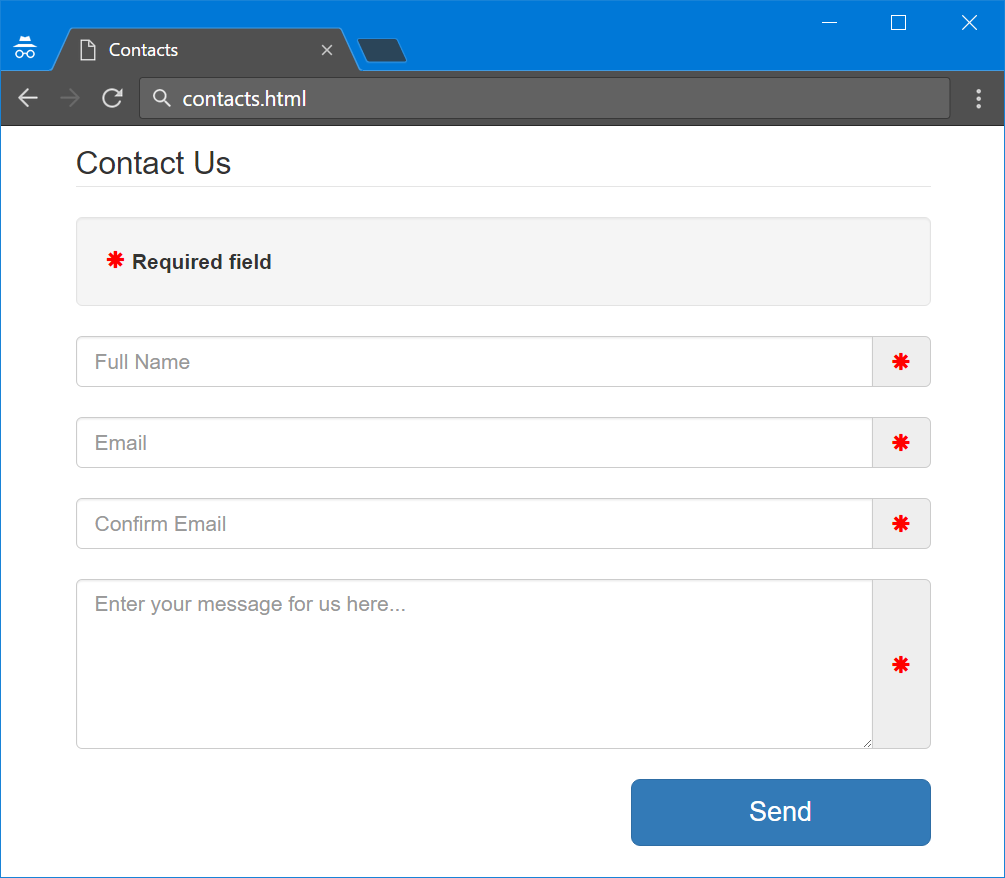 Contacts
contacts.html
Contact Us
* Required field
Full Name *
Email *
Confirm Email *
Enter your message for us here... *
Send